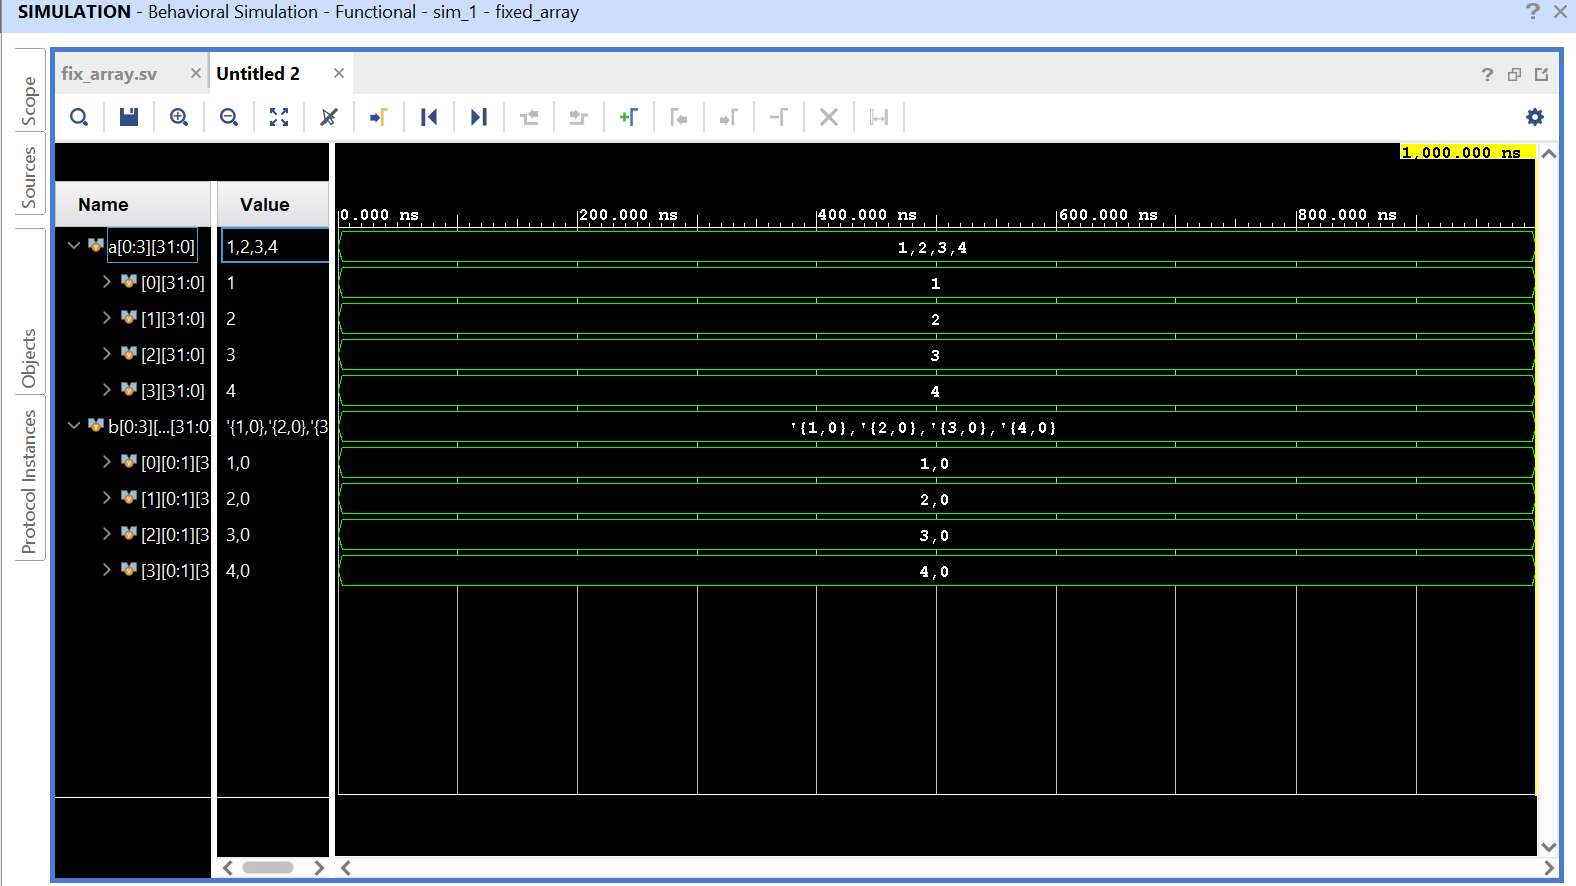 SIMULATION - Behavioral Simulation - Functional - sim_1 - fixed_array
Scope
Sources
Objects
Protocol Instances
fix_array.sv
Untitled 2
1,000.000 ns
Name Value
0.000 ns 200.000 ns 400.000 ns 600.000 ns 800.000 ns
a[0:3][31:0] 1,2,3,4 1,2,3,4
[0][31:0] 1 1
[1][31:0] 2 2
[2][31:0] 3 3
[3][31:0] 4 4
b[0:3][...[31:0] '{1,0},'{2,0},'{3 '{1,0},'{2,0},'{3,0},'{4,0}
[0][0:1][3 1,0 1,0
[1][0:1][3 2,0 2,0
[2][0:1][3 3,0 3,0
[3][0:1][3 4,0 4,0